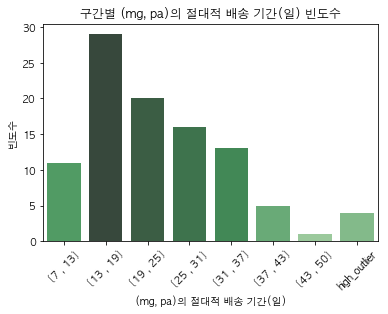 구간별 (mg, pa)의 절대적 배송 기간(일) 빈도수
빈도수
30
25
20
15
10
5
0
(7 , 13)
(13 , 19)
(19 , 25)
(25 , 31)
(31 , 37)
(37 , 43)
(43 , 50)
high_outlier
(mg, pa)의 절대적 배송 기간(일)